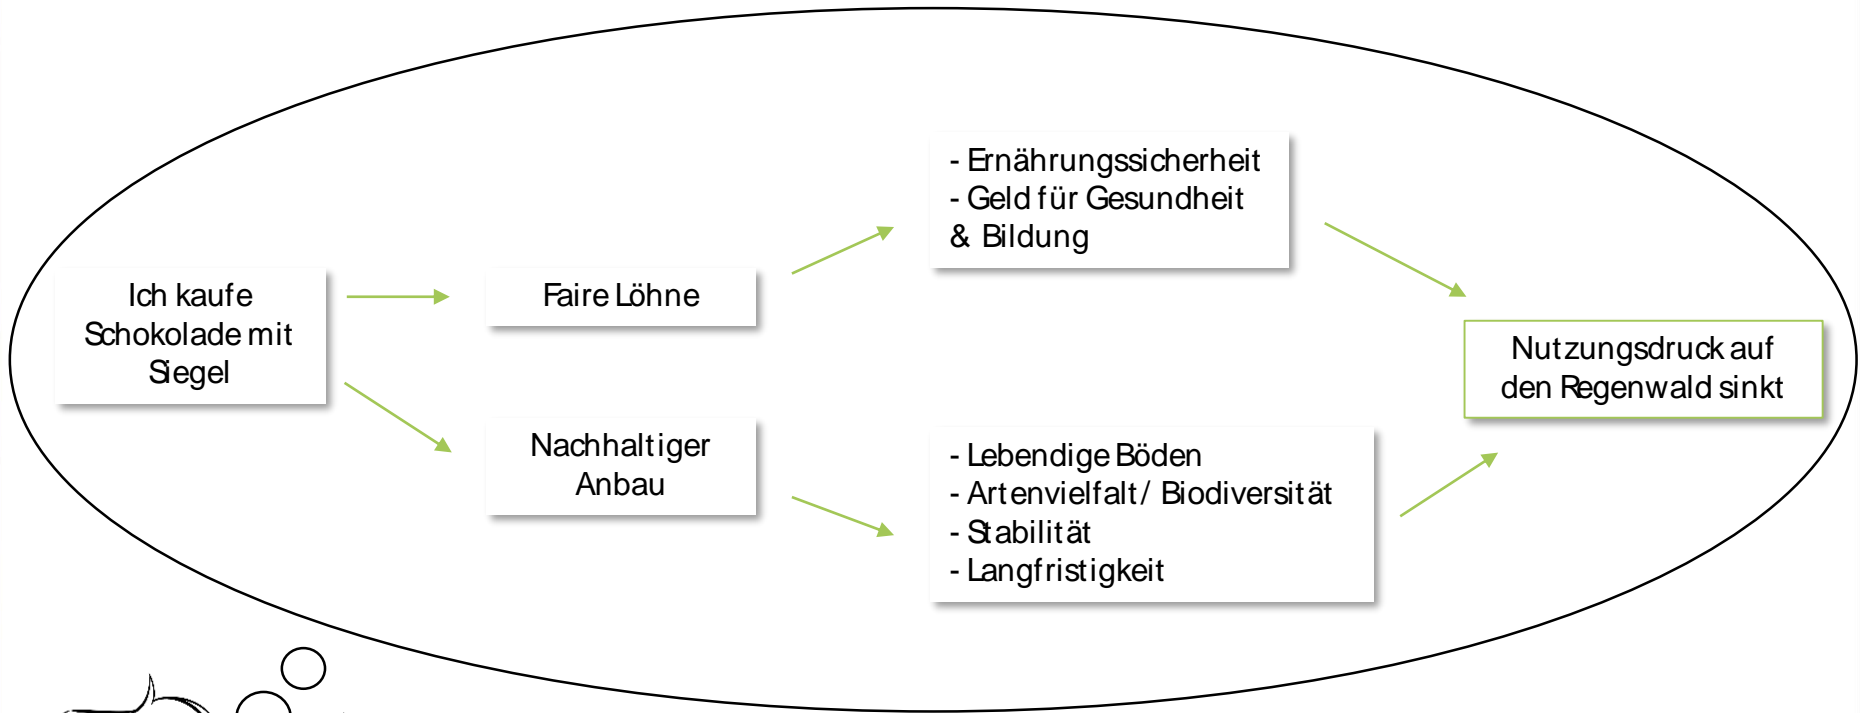 Ich kaufe
Schokolade mit
Siegel
Faire Löhne
Nachhaltiger
Anbau
- Ernährungssicherheit
- Geld für Gesundheit
& Bildung
- Lebendige Böden
- Artenvielfalt / Biodiversität
- Stabilität
- Langfristigkeit
Nutzungsdruck auf
den Regenwald sinkt